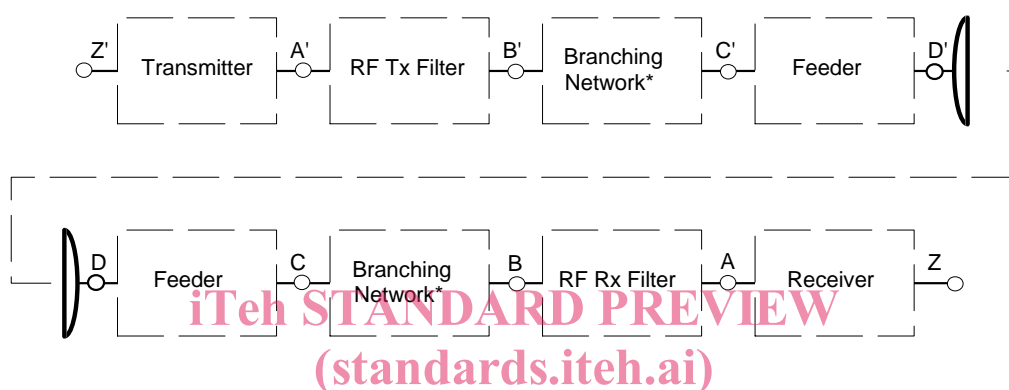 Z' Transmitter A' RF Tx Filter B' Branching Network* C' Feeder D'
D Feeder C Branching Network* B RF Rx Filter A Receiver Z
iTeh STANDARD PREVIEW
(standards.iteh.ai)